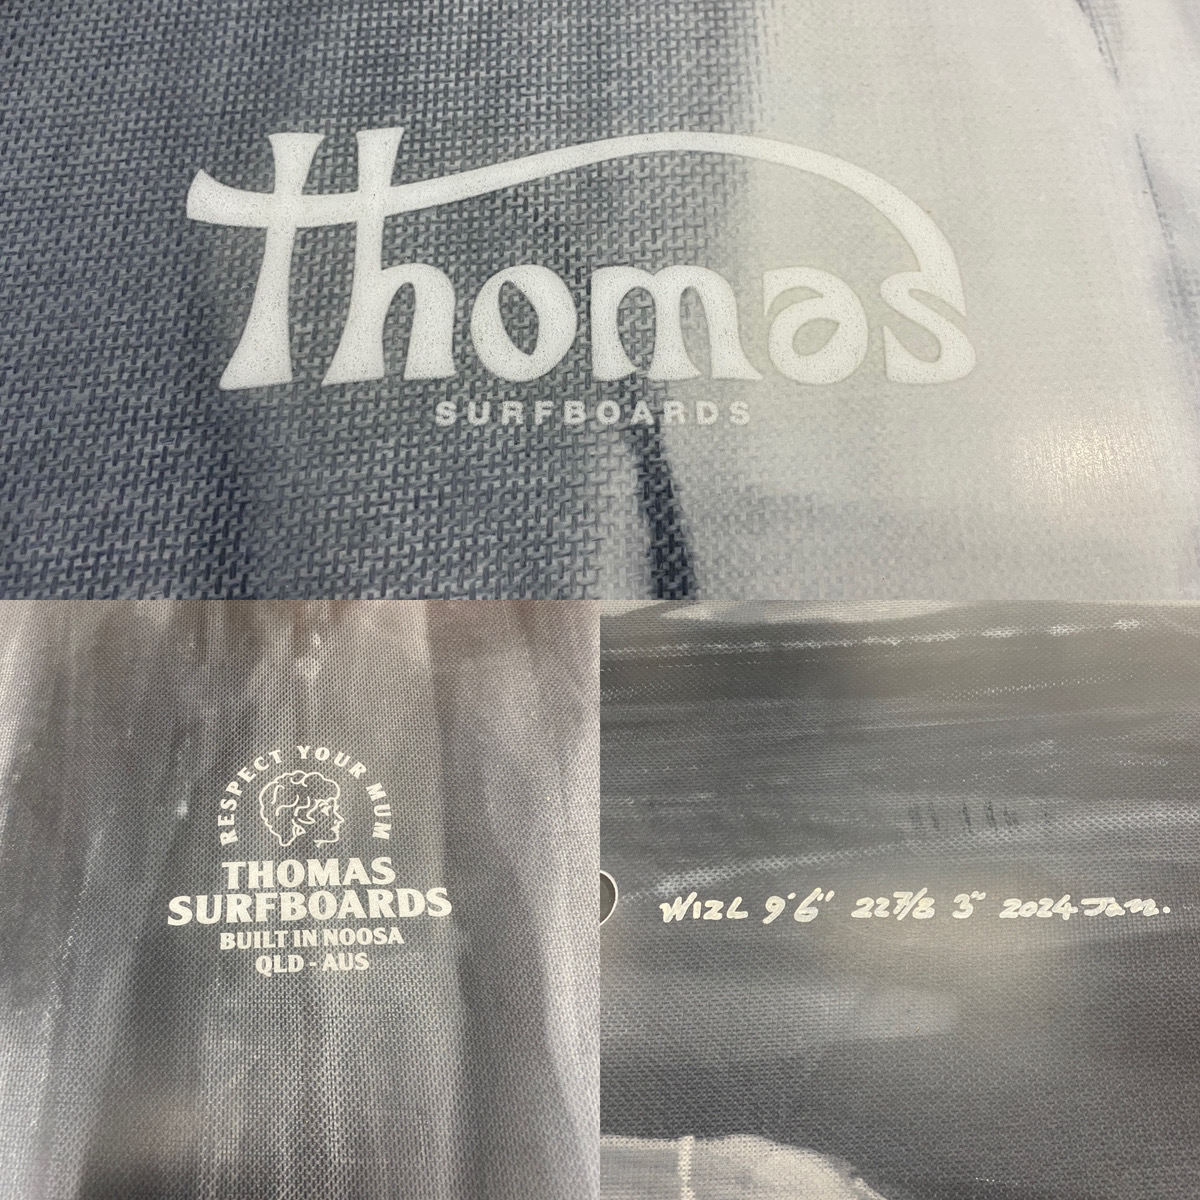 Thomas
SURFBOARDS
RESPECT YOUR MUM
THOMAS
SURFBOARDS
BUILT IN NOOSA
QLD - AUS
WIZL 9'6" 22 7/8 3" 2024 Jan.